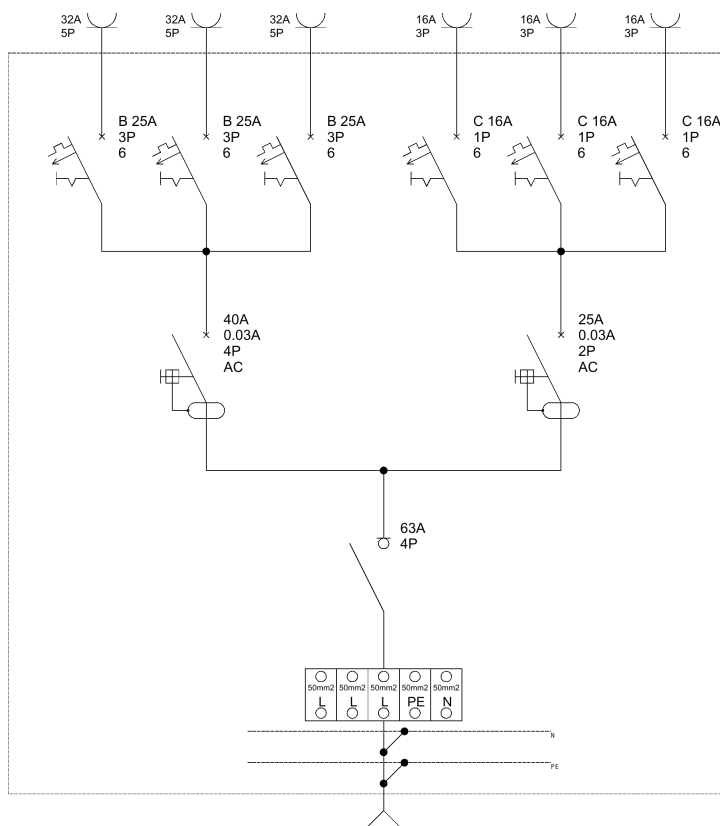 32A
5P
32A
5P
32A
5P
16A
3P
16A
3P
16A
3P
B 25A
3P
6
B 25A
3P
6
B 25A
3P
6
C 16A
1P
6
C 16A
1P
6
C 16A
1P
6
40A
0.03A
4P
AC
25A
0.03A
2P
AC
63A
4P
50mm2 50mm2 50mm2 50mm2 50mm2
L L L PE N
N
PE